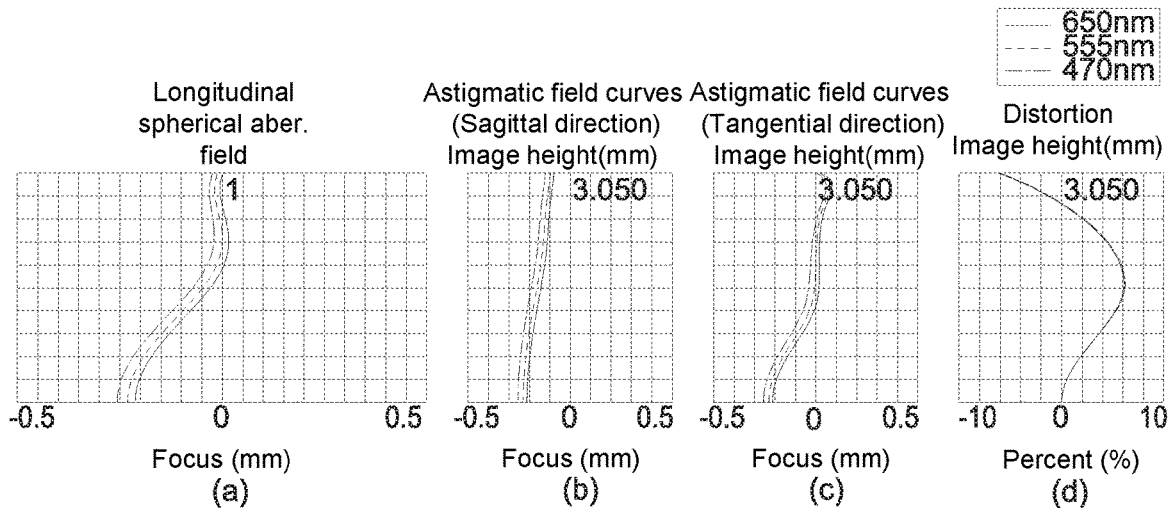 650nm
555nm
470nm
Longitudinal
spherical aber.
field
1
-0.5 0 0.5
Focus (mm)
(a)
Astigmatic field curves
(Sagittal direction)
Image height(mm)
3.050
-0.5 0 0.5
Focus (mm)
(b)
Astigmatic field curves
(Tangential direction)
Image height(mm)
3.050
-0.5 0 0.5
Focus (mm)
(c)
Distortion
Image height(mm)
3.050
-10 0 10
Percent (%)
(d)